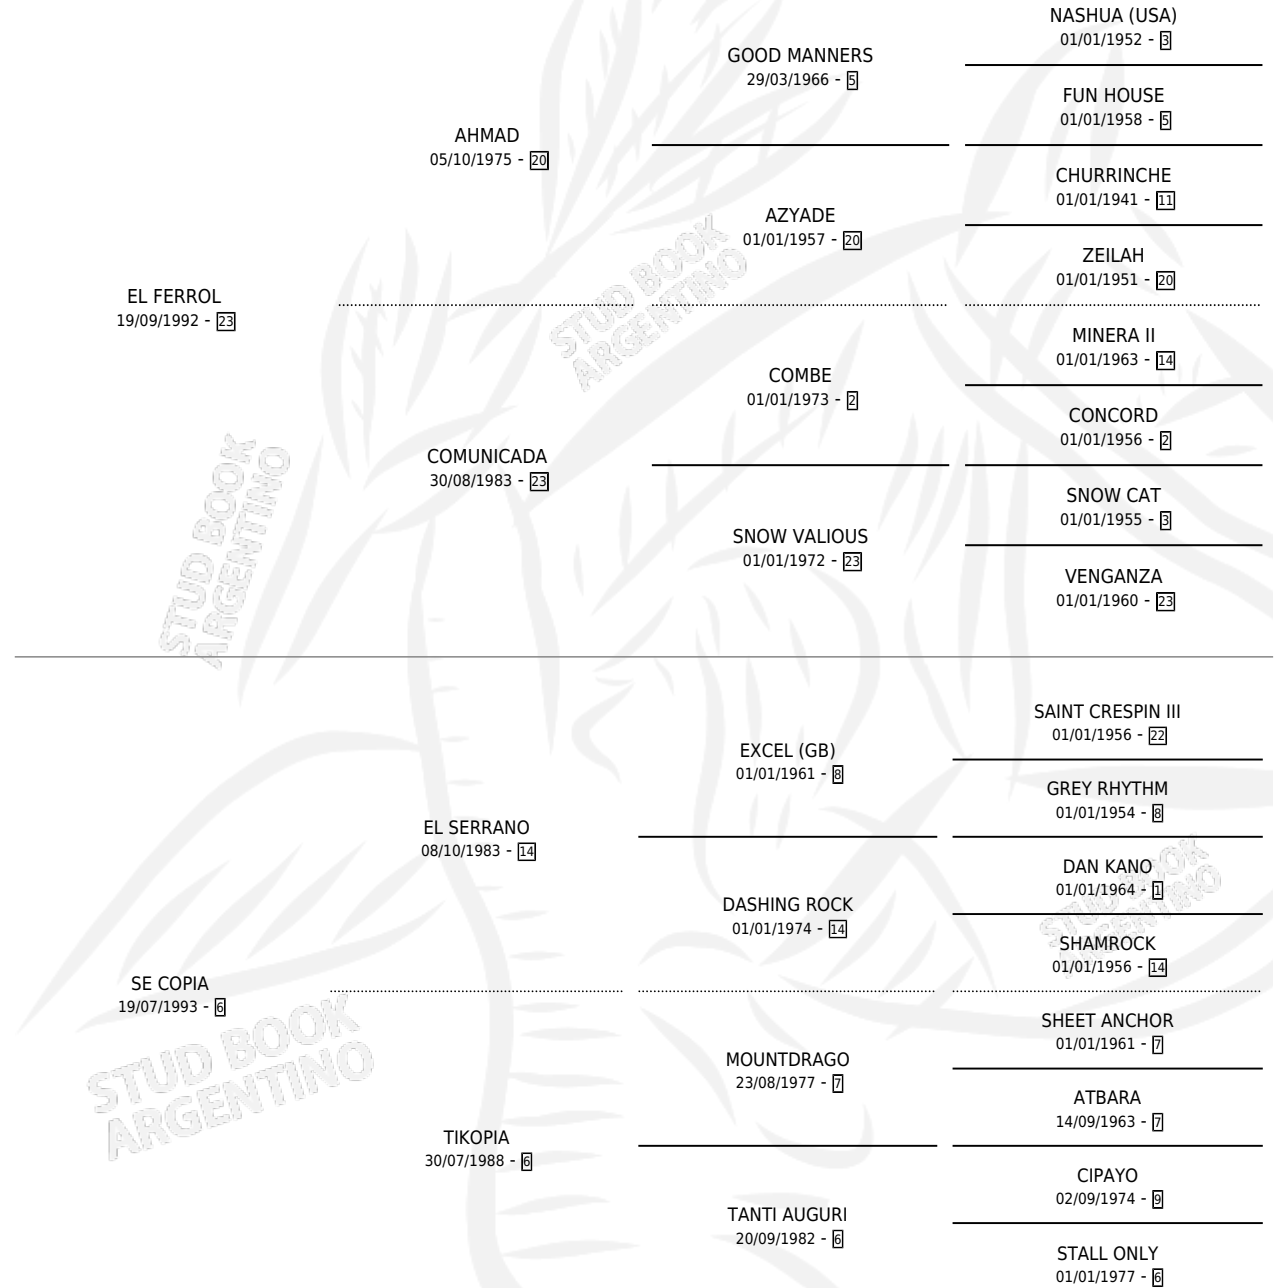 NASHUA (USA)
01/01/1952 - 3
GOOD MANNERS
29/03/1966 - 5
FUN HOUSE
01/01/1958 - 5
AHMAD
05/10/1975 - 20
CHURRINCHE
01/01/1941 - 11
AZYADE
01/01/1957 - 20
ZEILAH
01/01/1951 - 20
EL FERROL
19/09/1992 - 23
MINERA II
01/01/1963 - 14
COMBE
01/01/1973 - 2
CONCORD
01/01/1956 - 2
COMUNICADA
30/08/1983 - 23
SNOW CAT
01/01/1955 - 3
SNOW VALIOUS
01/01/1972 - 23
VENGANZA
01/01/1960 - 23
STUD BOOK
ARGENTINO
STUD BOOK
ARGENTINO
SAINT CRESPIN III
01/01/1956 - 22
EXCEL (GB)
01/01/1961 - 8
GREY RHYTHM
01/01/1954 - 8
EL SERRANO
08/10/1983 - 14
DAN KANO
01/01/1964 - 1
DASHING ROCK
01/01/1974 - 14
SHAMROCK
01/01/1956 - 14
SE COPIA
19/07/1993 - 6
SHEET ANCHOR
01/01/1961 - 7
MOUNTDRAGO
23/08/1977 - 7
ATBARA
14/09/1963 - 7
TIKOPIA
30/07/1988 - 6
CIPAYO
02/09/1974 - 9
TANTI AUGURI
20/09/1982 - 6
STALL ONLY
01/01/1977 - 6
STUD BOOK
ARGENTINO
STUD BOOK
ARGENTINO